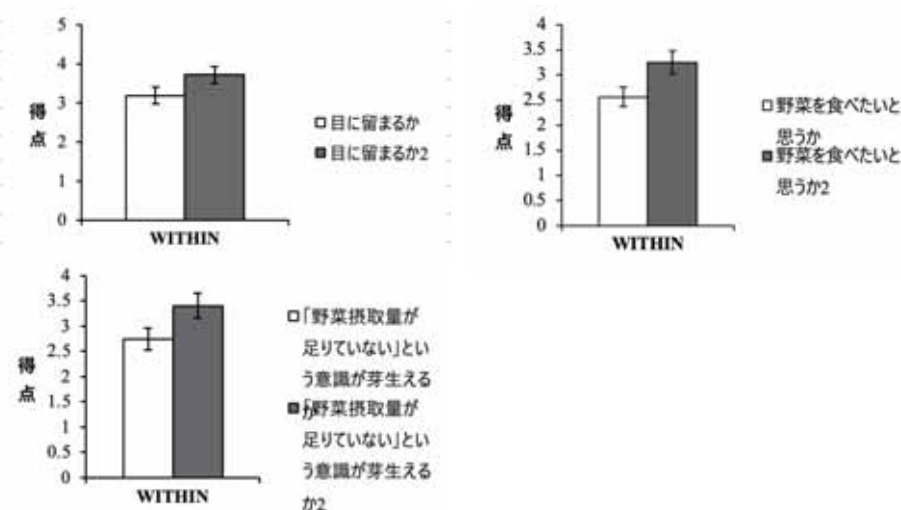 5
4
3
2
1
0
得点
WITHIN
□目に留まるか
■目に留まるか2
4
3.5
3
2.5
2
1.5
1
0.5
0
得点
WITHIN
□野菜を食べたいと
思うか
■野菜を食べたいと
思うか2
4
3.5
3
2.5
2
1.5
1
0.5
0
得点
WITHIN
□「野菜摂取量が
足りていない」とい
う意識が芽生える
か
■「野菜摂取量が
足りていない」とい
う意識が芽生える
か2